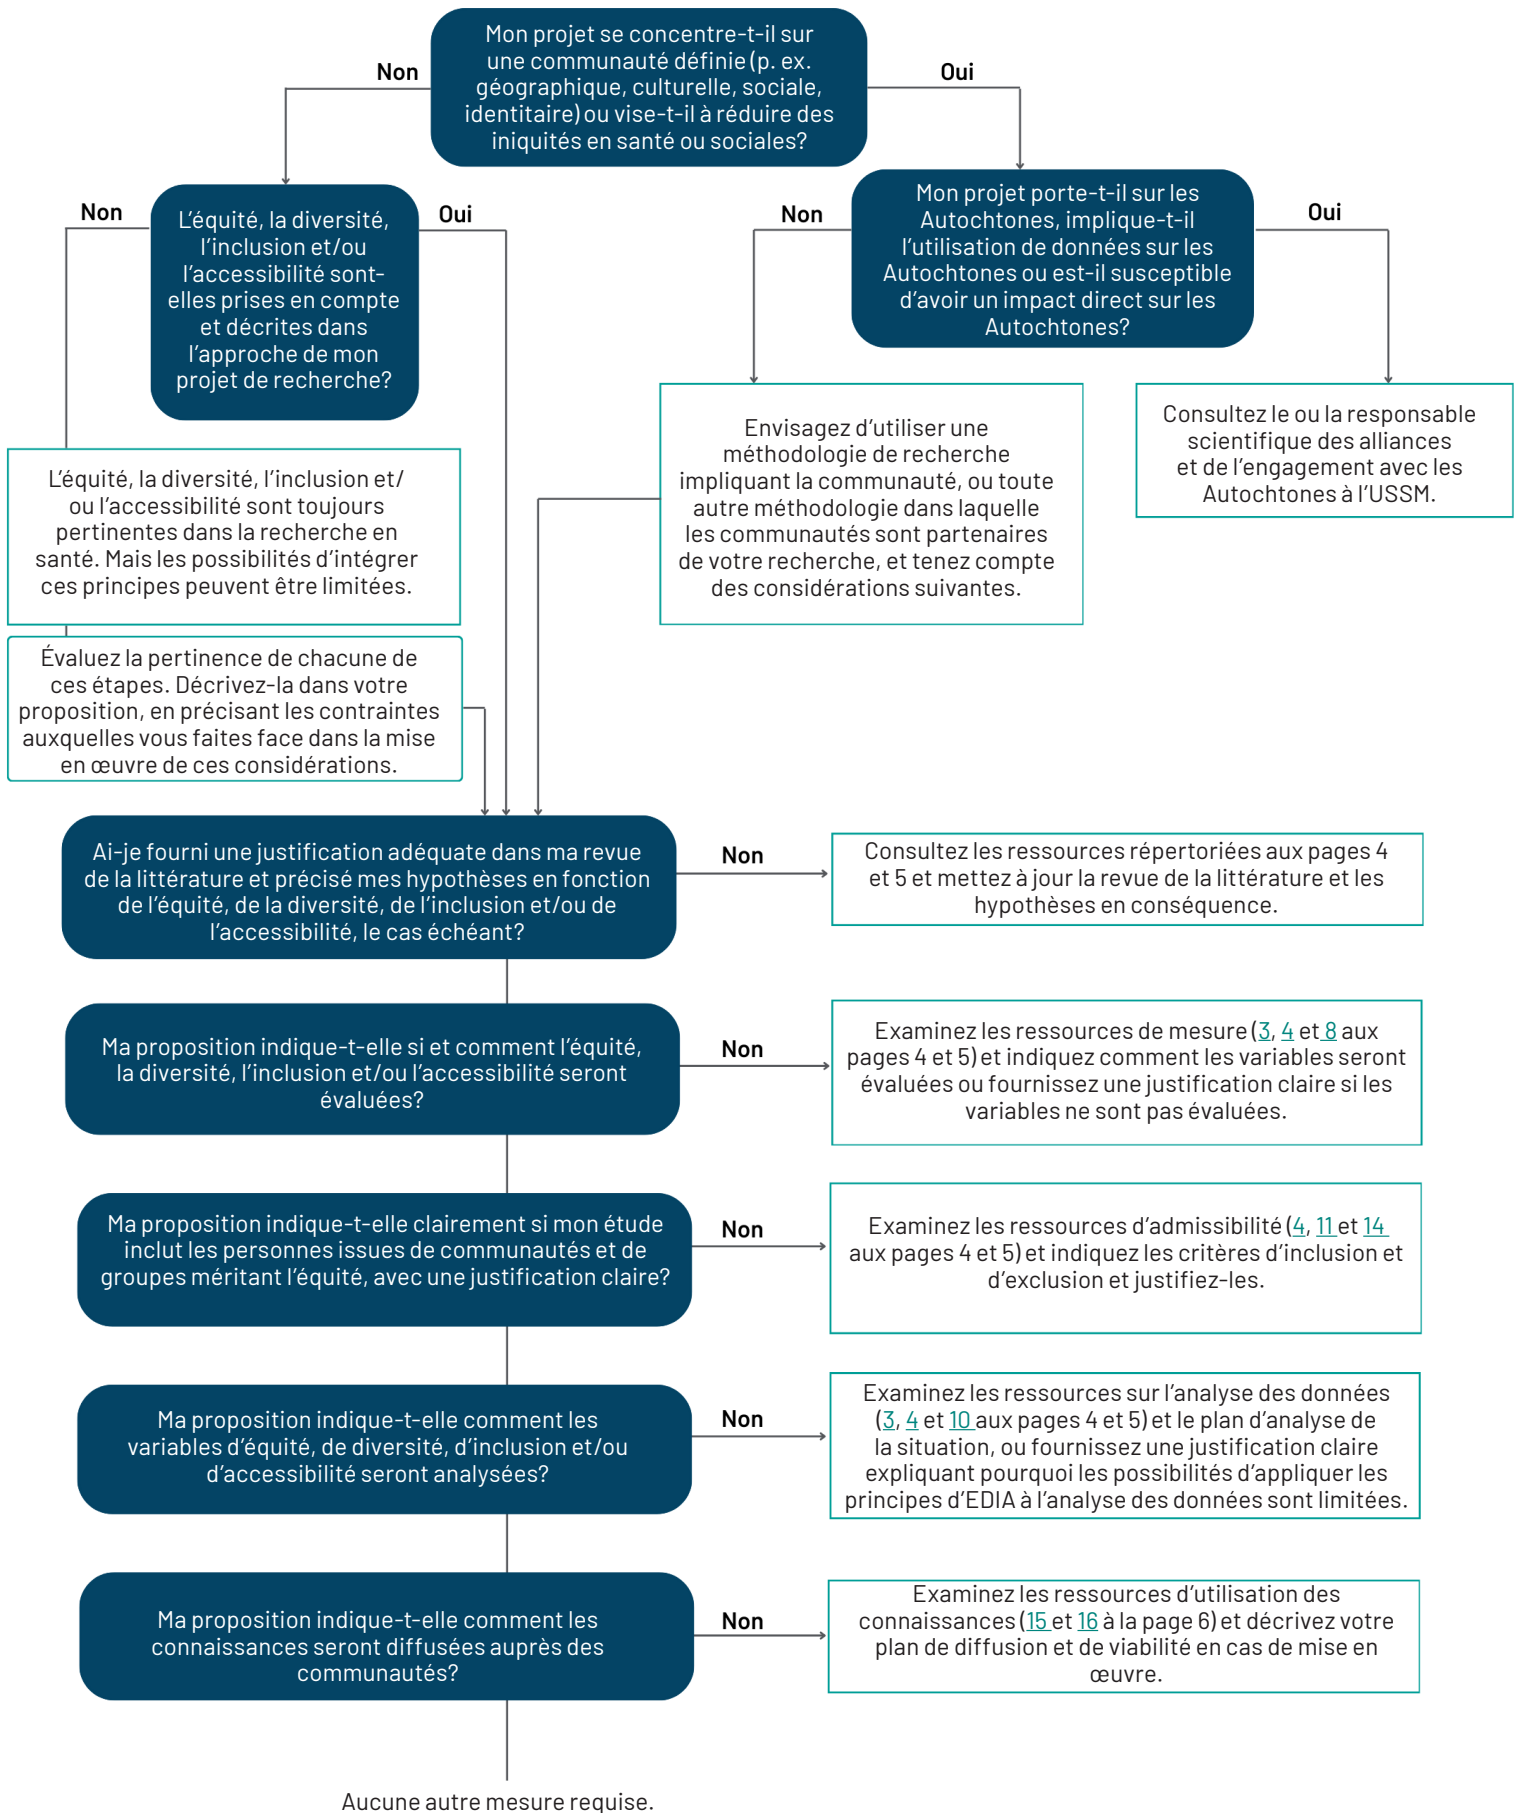 Mon projet se concentre-t-il sur
une communauté définie (p. ex.
géographique, culturelle, sociale,
identitaire) ou vise-t-il à réduire des
iniquités en santé ou sociales?
Non
Oui
Non
L'équité, la diversité,
l'inclusion et/ou
l'accessibilité sont-
elles prises en compte
et décrites dans
l'approche de mon
projet de recherche?
Oui
Non
Mon projet porte-t-il sur les
Autochtones, implique-t-il
l'utilisation de données sur les
Autochtones ou est-il susceptible
d'avoir un impact direct sur les
Autochtones?
Oui
L'équité, la diversité, l'inclusion et/
ou l'accessibilité sont toujours
pertinentes dans la recherche en
santé. Mais les possibilités d'intégrer
ces principes peuvent être limitées.
Évaluez la pertinence de chacune de
ces étapes. Décrivez-la dans votre
proposition, en précisant les contraintes
auxquelles vous faites face dans la mise
en œuvre de ces considérations.
Envisagez d'utiliser une
méthodologie de recherche
impliquant la communauté, ou toute
autre méthodologie dans laquelle
les communautés sont partenaires
de votre recherche, et tenez compte
des considérations suivantes.
Consultez le ou la responsable
scientifique des alliances
et de l'engagement avec les
Autochtones à l'USSM.
Ai-je fourni une justification adéquate dans ma revue
de la littérature et précisé mes hypothèses en fonction
de l'équité, de la diversité, de l'inclusion et/ou de
l'accessibilité, le cas échéant?
Non
Consultez les ressources répertoriées aux pages 4
et 5 et mettez à jour la revue de la littérature et les
hypothèses en conséquence.
Ma proposition indique-t-elle si et comment l'équité,
la diversité, l'inclusion et/ou l'accessibilité seront
évaluées?
Non
Examinez les ressources de mesure (3, 4 et 8 aux
pages 4 et 5) et indiquez comment les variables seront
évaluées ou fournissez une justification claire si les
variables ne sont pas évaluées.
Ma proposition indique-t-elle clairement si mon étude
inclut les personnes issues de communautés et de
groupes méritant l'équité, avec une justification claire?
Non
Examinez les ressources d'admissibilité (4, 11 et 14
aux pages 4 et 5) et indiquez les critères d'inclusion et
d'exclusion et justifiez-les.
Ma proposition indique-t-elle comment les
variables d'équité, de diversité, d'inclusion et/ou
d'accessibilité seront analysées?
Non
Examinez les ressources sur l'analyse des données
(3, 4 et 10 aux pages 4 et 5) et le plan d'analyse de
la situation, ou fournissez une justification claire
expliquant pourquoi les possibilités d'appliquer les
principes d'EDIA à l'analyse des données sont limitées.
Ma proposition indique-t-elle comment les
connaissances seront diffusées auprès des
communautés?
Non
Examinez les ressources d'utilisation des
connaissances (15 et 16 à la page 6) et décrivez votre
plan de diffusion et de viabilité en cas de mise en
œuvre.
Aucune autre mesure requise.